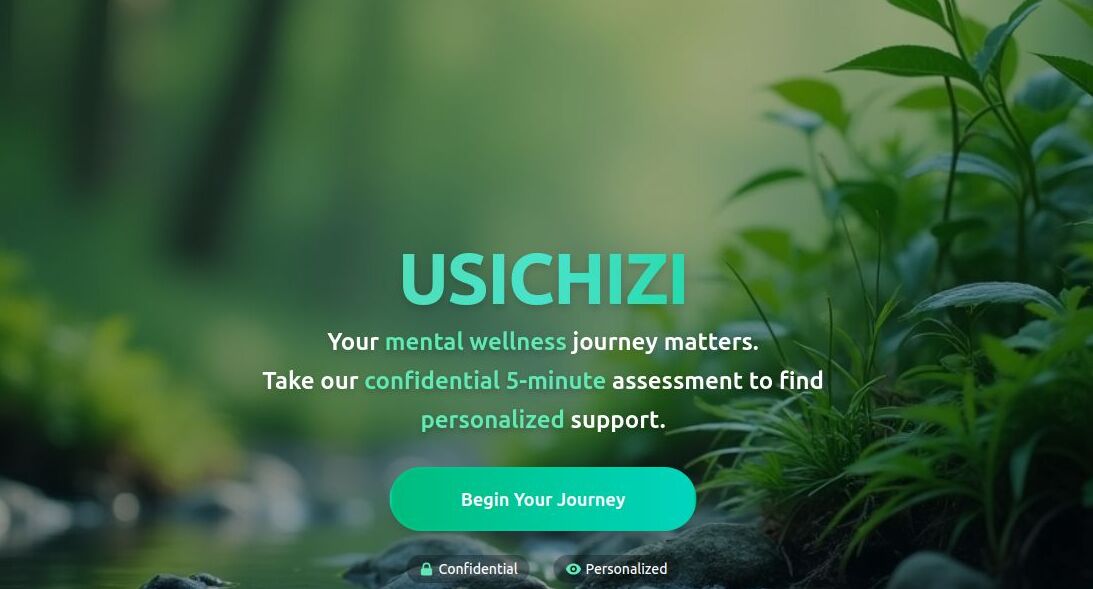 USICHIZI
Your mental wellness journey matters.
Take our confidential 5-minute assessment to find
personalized support.
Begin Your Journey
Confidential
Personalized